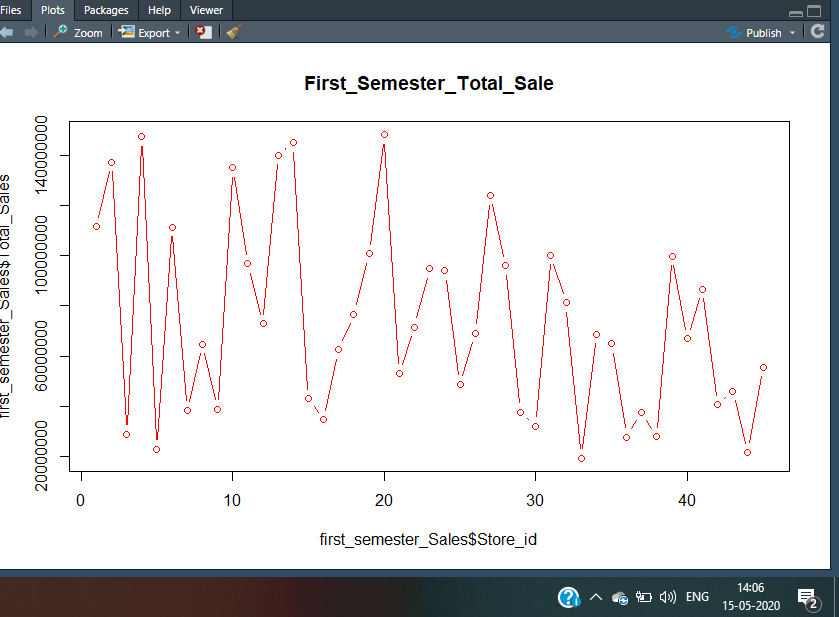 Files Plots Packages Help Viewer
Zoom Export Publish
First_Semester_Total_Sale
first_semester_Sales$Total_Sales
20000000 60000000 100000000 140000000
0 10 20 30 40
first_semester_Sales$Store_id
ENG 14:06
15-05-2020 2